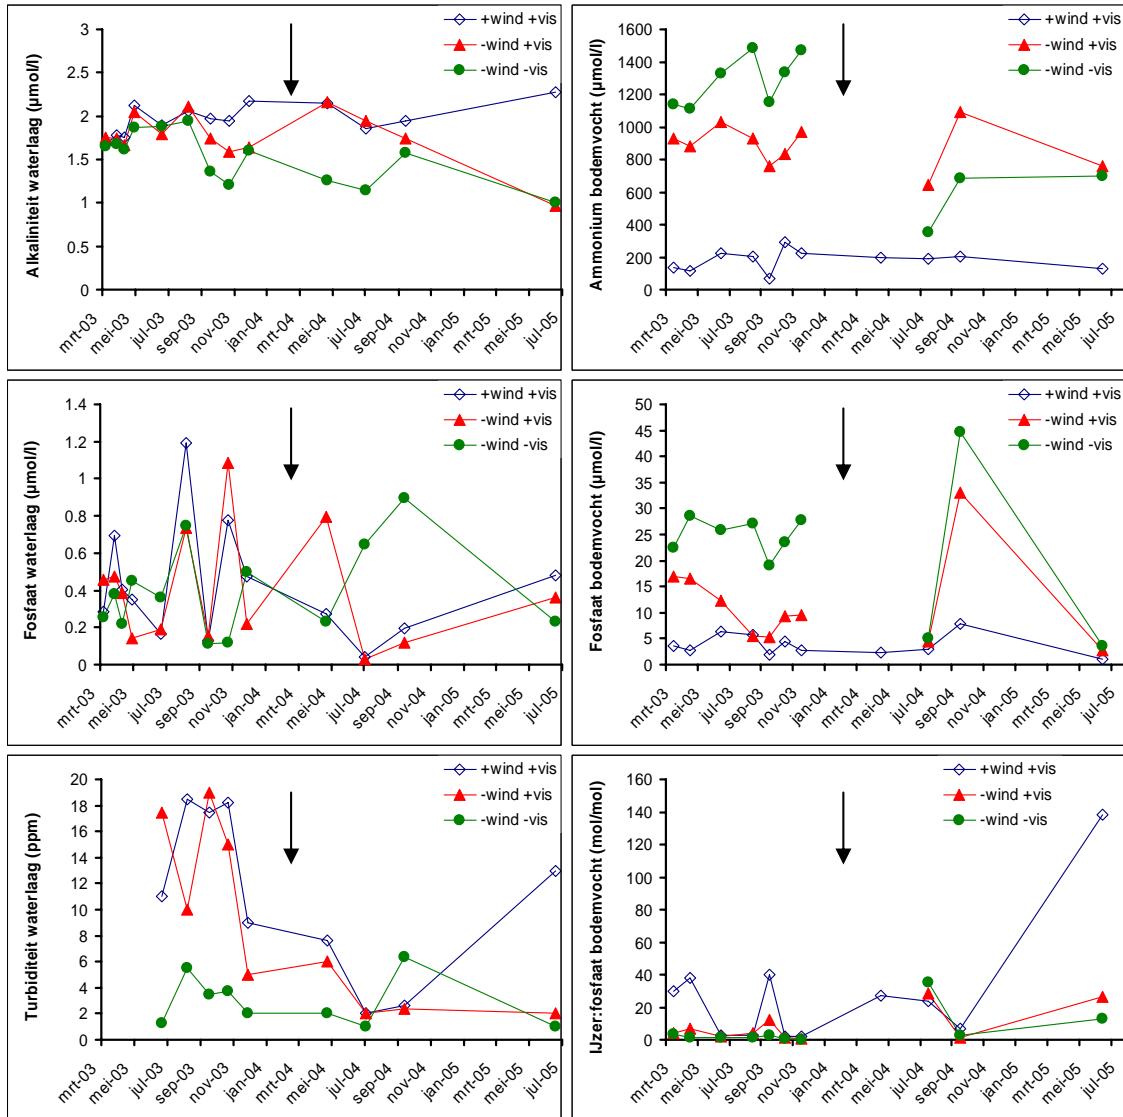 Alkaliniteit waterlaag (µmol/l)
3
2.5
2
1.5
1
0.5
0
+wind +vis
-wind +vis
-wind -vis
mrt-03
mei-03
jul-03
sep-03
nov-03
jan-04
mrt-04
mei-04
jul-04
sep-04
nov-04
jan-05
mrt-05
mei-05
jul-05
Ammonium bodemvocht (µmol/l)
1600
1400
1200
1000
800
600
400
200
0
+wind +vis
-wind +vis
-wind -vis
mrt-03
mei-03
jul-03
sep-03
nov-03
jan-04
mrt-04
mei-04
jul-04
sep-04
nov-04
jan-05
mrt-05
mei-05
jul-05
Fosfaat waterlaag (µmol/l)
1.4
1.2
1
0.8
0.6
0.4
0.2
0
+wind +vis
-wind +vis
-wind -vis
mrt-03
mei-03
jul-03
sep-03
nov-03
jan-04
mrt-04
mei-04
jul-04
sep-04
nov-04
jan-05
mrt-05
mei-05
jul-05
Fosfaat bodemvocht (µmol/l)
50
45
40
35
30
25
20
15
10
5
0
+wind +vis
-wind +vis
-wind -vis
mrt-03
mei-03
jul-03
sep-03
nov-03
jan-04
mrt-04
mei-04
jul-04
sep-04
nov-04
jan-05
mrt-05
mei-05
jul-05
Turbiditeit waterlaag (ppm)
20
18
16
14
12
10
8
6
4
2
0
+wind +vis
-wind +vis
-wind -vis
mrt-03
mei-03
jul-03
sep-03
nov-03
jan-04
mrt-04
mei-04
jul-04
sep-04
nov-04
jan-05
mrt-05
mei-05
jul-05
IJzer:fosfaat bodemvocht (mol/mol)
160
140
120
100
80
60
40
20
0
+wind +vis
-wind +vis
-wind -vis
mrt-03
mei-03
jul-03
sep-03
nov-03
jan-04
mrt-04
mei-04
jul-04
sep-04
nov-04
jan-05
mrt-05
mei-05
jul-05